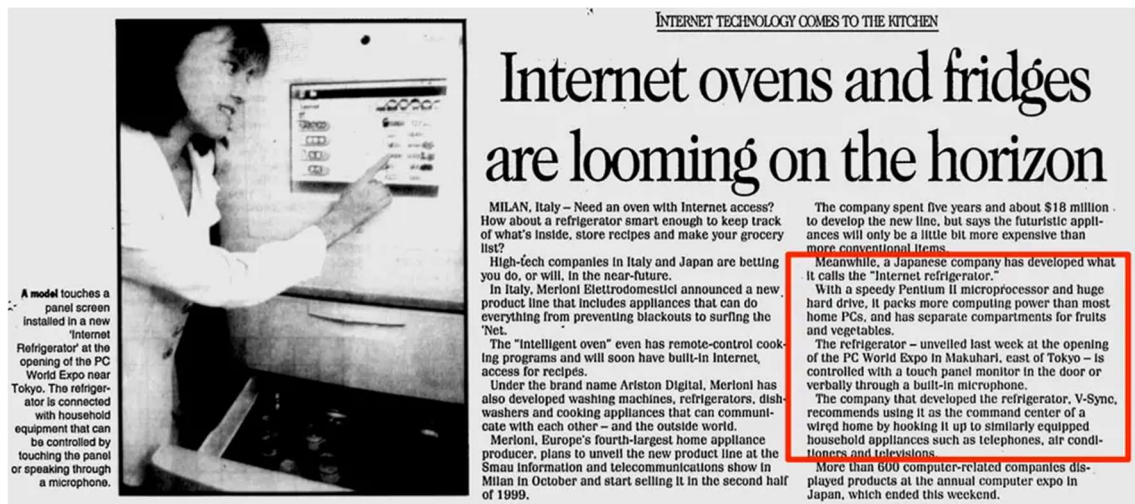 INTERNET TECHNOLOGY COMES TO THE KITCHEN
Internet ovens and fridges
are looming on the horizon
A model touches a
panel screen
installed in a new
'Internet
Refrigerator' at the
opening of the PC
World Expo near
Tokyo. The refriger-
ator is connected
with household
equipment that can
be controlled by
touching the panel
or speaking through
a microphone.
MILAN, Italy – Need an oven with Internet access?
How about a refrigerator smart enough to keep track
of what's inside, store recipes and make your grocery
list?
High-tech companies in Italy and Japan are betting
you do, or will, in the near-future.
In Italy, Merloni Elettrodomestici announced a new
product line that includes appliances that can do
everything from preventing blackouts to surfing the
'Net.
The "intelligent oven" even has remote-control cook-
ing programs and will soon have built-in Internet,
access for recipes.
Under the brand name Ariston Digital, Merloni has
also developed washing machines, refrigerators, dish-
washers and cooking appliances that can communi-
cate with each other – and the outside world.
Merloni, Europe's fourth-largest home appliance
producer, plans to unveil the new product line at the
Smau information and telecommunications show in
Milan in October and start selling it in the second half
of 1999.
The company spent five years and about $18 million
to develop the new line, but says the futuristic appli-
ances will only be a little bit more expensive than
more conventional items.
Meanwhile, a Japanese company has developed what
it calls the "Internet refrigerator."
With a speedy Pentium II microprocessor and huge
hard drive, it packs more computing power than most
home PCs, and has separate compartments for fruits
and vegetables.
The refrigerator – unveiled last week at the opening
of the PC World Expo in Makuhari, east of Tokyo – is
controlled with a touch panel monitor in the door or
verbally through a built-in microphone.
The company that developed the refrigerator, V-Sync,
recommends using it as the command center of a
wired home by hooking it up to similarly equipped
household appliances such as telephones, air condi-
tioners and televisions.
More than 600 computer-related companies dis-
played products at the annual computer expo in
Japan, which ended this weekend.